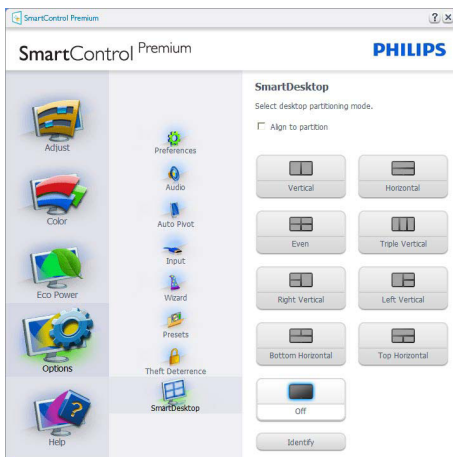 SmartControl Premium
SmartControl Premium
PHILIPS
Adjust
Color
Eco Power
Options
Help
Preferences
Audio
Auto Pivot
Input
Wizard
Presets
Theft Deterrence
SmartDesktop
SmartDesktop
Select desktop partitioning mode.
Align to partition
Vertical
Horizontal
Even
Triple Vertical
Right Vertical
Left Vertical
Bottom Horizontal
Top Horizontal
Off
Identify